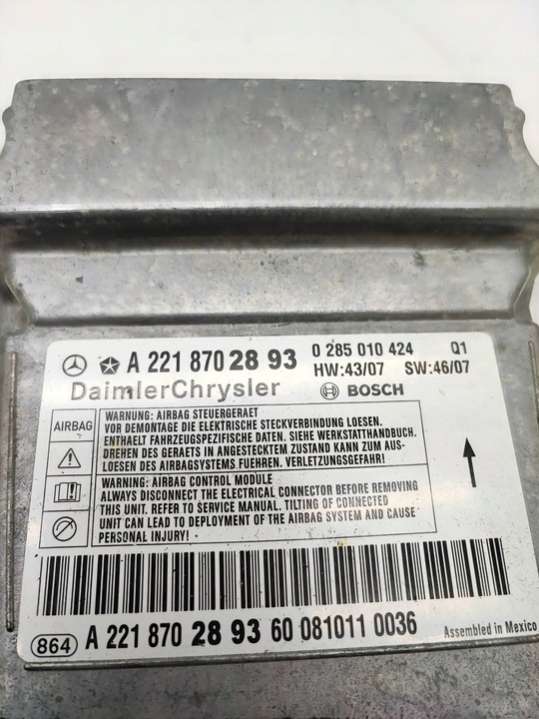 A 221 870 28 93 0 285 010 424 Q1
HW:43/07 SW:46/07
DaimlerChrysler BOSCH
AIRBAG
WARNUNG: AIRBAG STEUERGERAET
VOR DEMONTAGE DIE ELEKTRISCHE STECKVERBINDUNG LOESEN.
ENTHAELT FAHRZEUGSPEZIFISCHE DATEN. SIEHE WERKSTATTHANDBUCH.
DREHEN DES GERAETS IN ANGESTECKTEM ZUSTAND KANN ZUM AUS-
LOESEN DES AIRBAGSYSTEMS FUEHREN. VERLETZUNGSGEFAHR!
WARNING: AIRBAG CONTROL MODULE
ALWAYS DISCONNECT THE ELECTRICAL CONNECTOR BEFORE REMOVING
THIS UNIT. REFER TO SERVICE MANUAL. TILTING OF CONNECTED
UNIT CAN LEAD TO DEPLOYMENT OF THE AIRBAG SYSTEM AND CAUSE
PERSONAL INJURY!
864 A 221 870 28 93 60 081011 0036
Assembled in Mexico